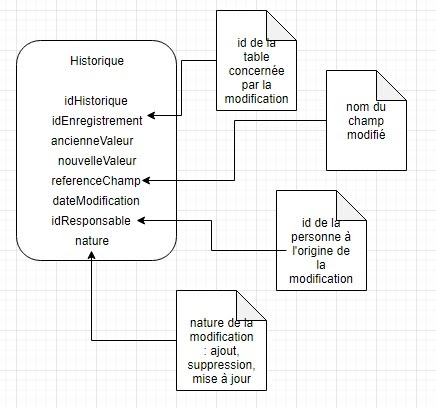 Historique
idHistorique
idEnregistrement
ancienneValeur
nouvelleValeur
referenceChamp
dateModification
idResponsable
nature
id de la
table
concernée
par la
modification
nom du
champ
modifié
id de la
personne à
l'origine de
la
modification
nature de la
modification
: ajout,
suppression,
mise à jour